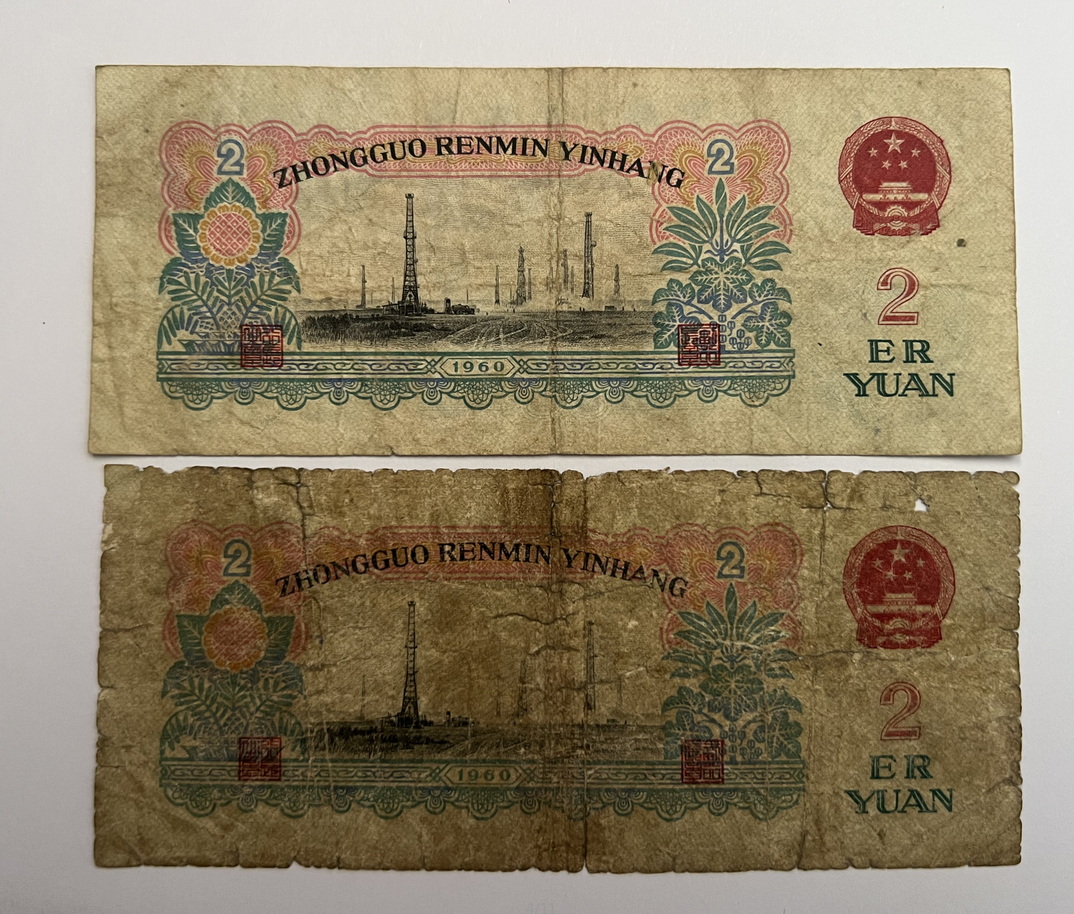 2 2
ZHONGGUO RENMIN YINHANG
2
ER
YUAN
1960
2 2
ZHONGGUO RENMIN YINHANG
2
ER
YUAN
1960